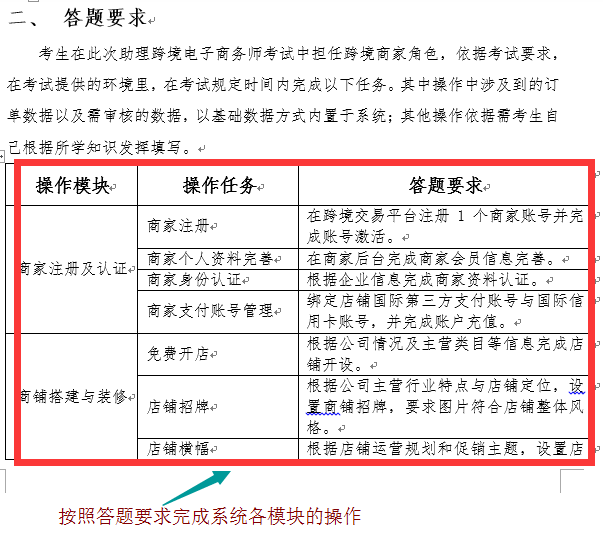 二、 答题要求
考生在此次助理跨境电子商务师考试中担任跨境商家角色，依据考试要求，
在考试提供的环境里，在考试规定时间内完成以下任务。其中操作中涉及到的订
单数据以及需审核的数据，以基础数据方式内置于系统；其他操作依据需考生自
己根据所学知识发挥填写。
操作模块 操作任务 答题要求
商家注册及认证
商家注册
在跨境交易平台注册 1 个商家账号并完
成账号激活。
商家个人资料完善 在商家后台完成商家会员信息完善。
商家身份认证 根据企业信息完成商家资料认证。
商家支付账号管理
绑定店铺国际第三方支付账号与国际信
用卡账号，并完成账户充值。
商铺搭建与装修
免费开店
根据公司情况及主营类目等信息完成店
铺开设。
店铺招牌
根据公司主营行业特点与店铺定位，设
置商铺招牌，要求图片符合店铺整体风
格。
店铺横幅 根据店铺运营规划和促销主题，设置店
按照答题要求完成系统各模块的操作